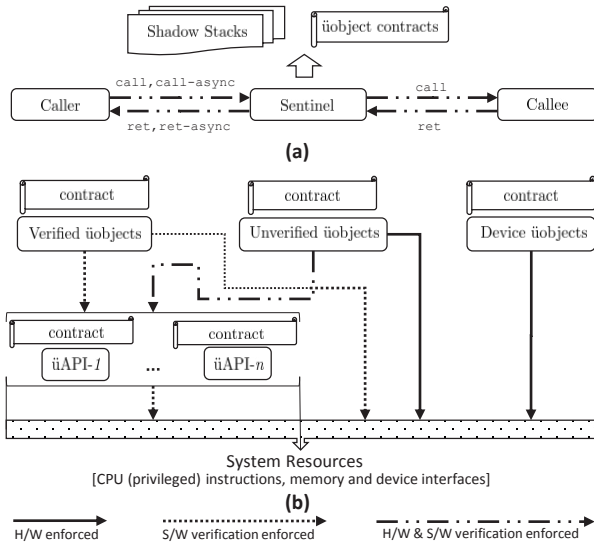 Shadow Stacks
üobject contracts
call,call-async
call
Caller
Sentinel
Callee
ret,ret-async
ret
(a)
contract
contract
contract
Verified üobjects
Unverified üobjects
Device üobjects
contract
contract
üAPI-1
...
üAPI-n
System Resources
[CPU (privileged) instructions, memory and device interfaces]
(b)
H/W enforced
S/W verification enforced
H/W & S/W verification enforced